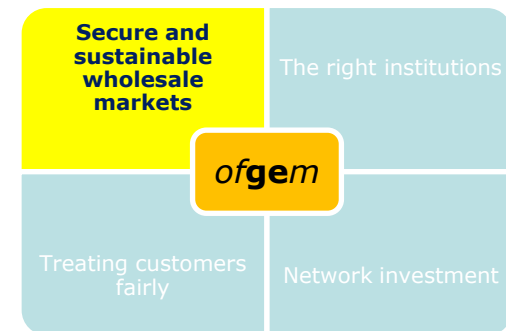 Secure and
sustainable
wholesale
markets
The right institutions
ofgem
Treating customers
fairly
Network investment